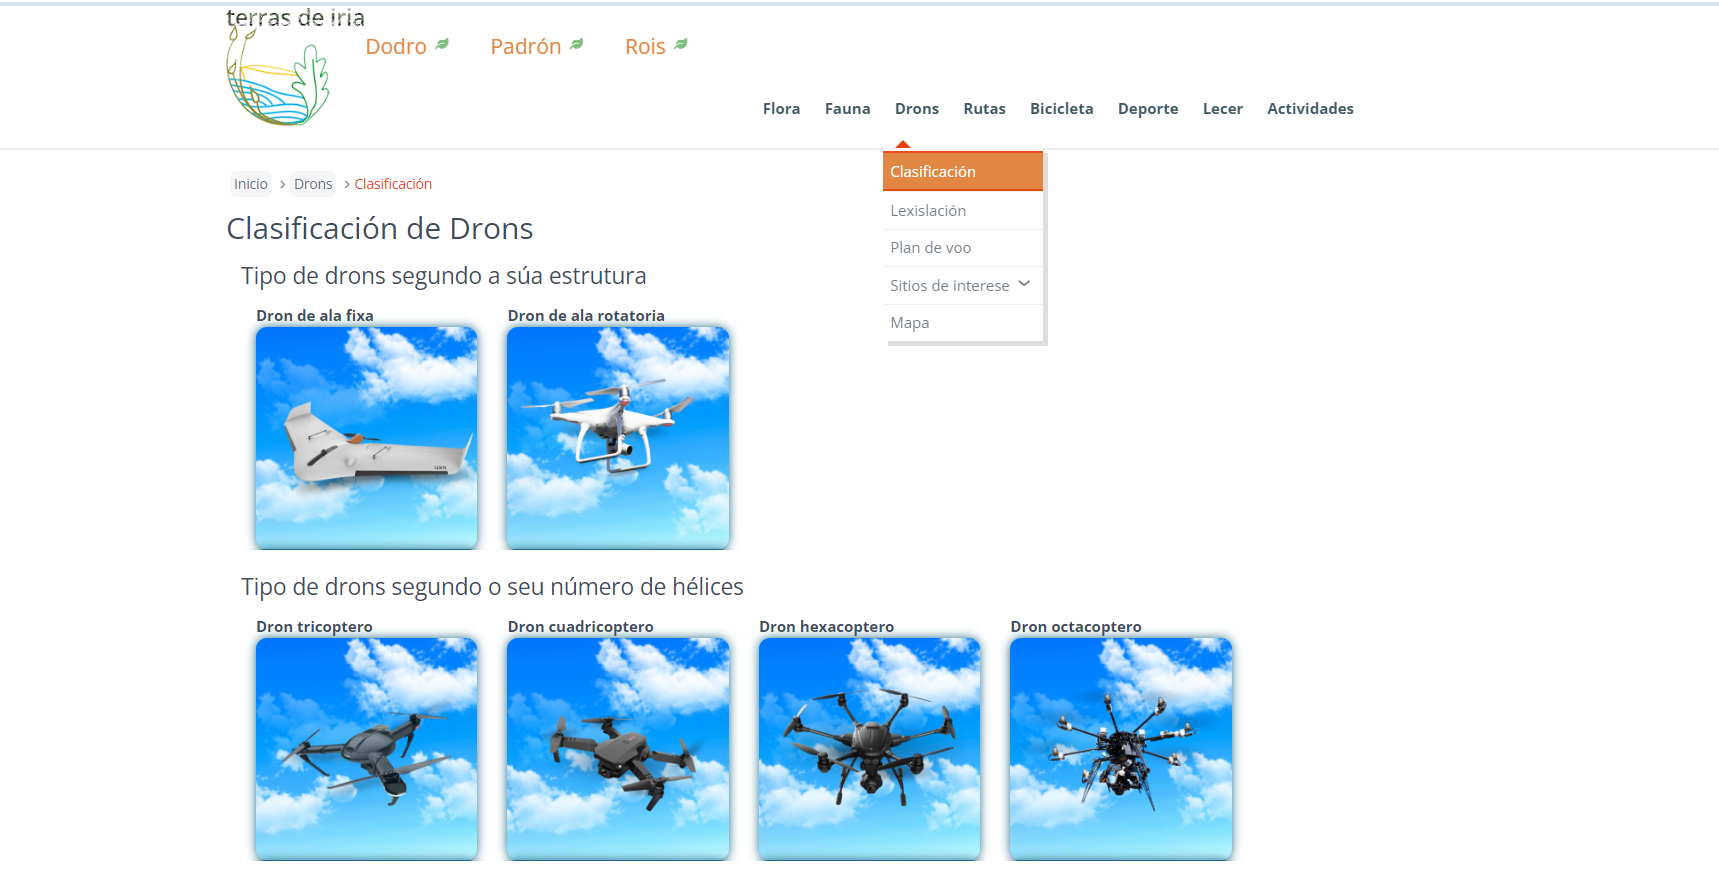 terras de iria
Dodro Padrón Rois
Flora Fauna Drons Rutas Bicicleta Deporte Lecer Actividades
Clasificación
Lexislación
Plan de voo
Sitios de interese
Mapa
Inicio > Drons > Clasificación
Clasificación de Drons
Tipo de drons segundo a súa estrutura
Dron de ala fixa Dron de ala rotatoria
Tipo de drons segundo o seu número de hélices
Dron tricoptero Dron cuadricoptero Dron hexacoptero Dron octacoptero